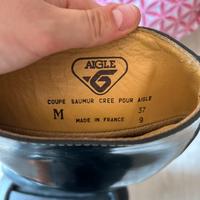 AIGLE
COUPE SAUMUR CREE POUR AIGLE
M 37
MADE IN FRANCE 9